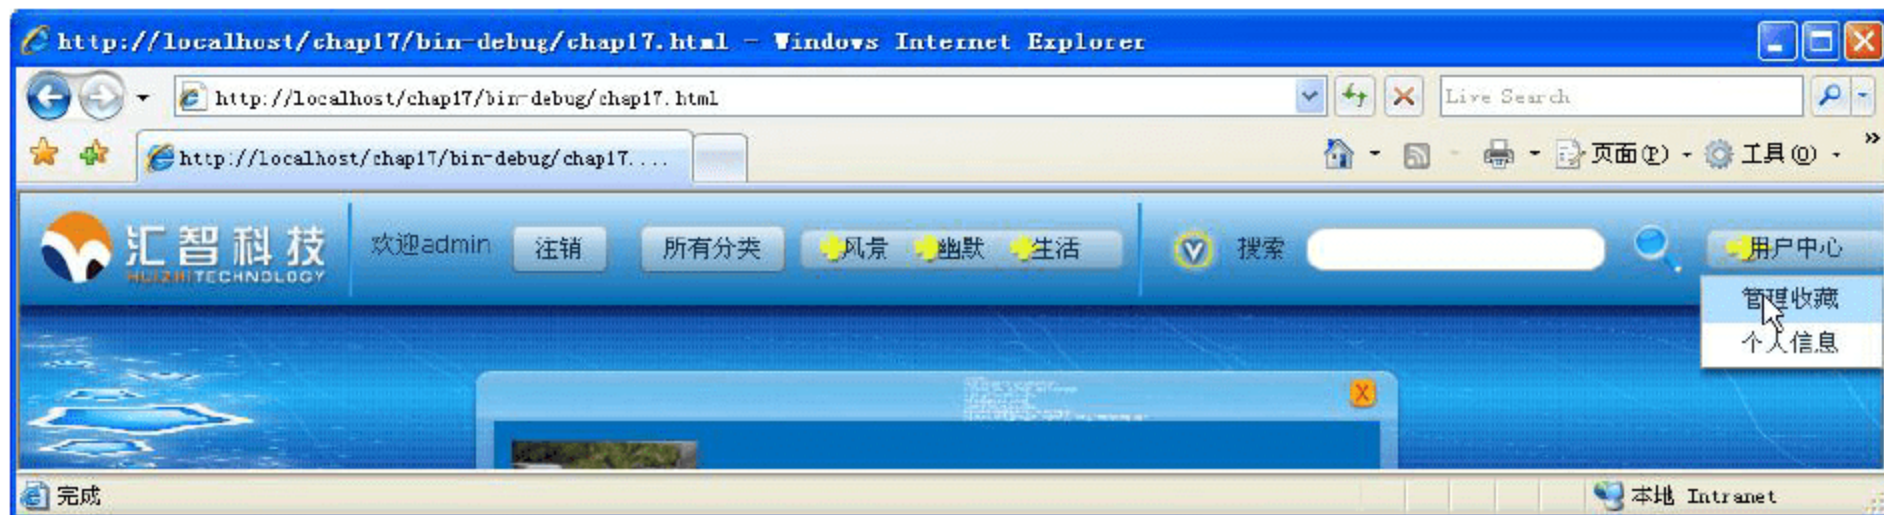 http://localhost/chap17/bin-debug/chap17.html - Windows Internet Explorer
http://localhost/chap17/bin-debug/chap17.html
Live Search
http://localhost/chap17/bin-debug/chap17....
页面(P)
工具(O)
»
汇智科技
HUIZHITECHNOLOGY
欢迎admin 注销 所有分类 风景 幽默 生活 搜索 用户中心
管理收藏
个人信息
X
完成
本地 Intranet